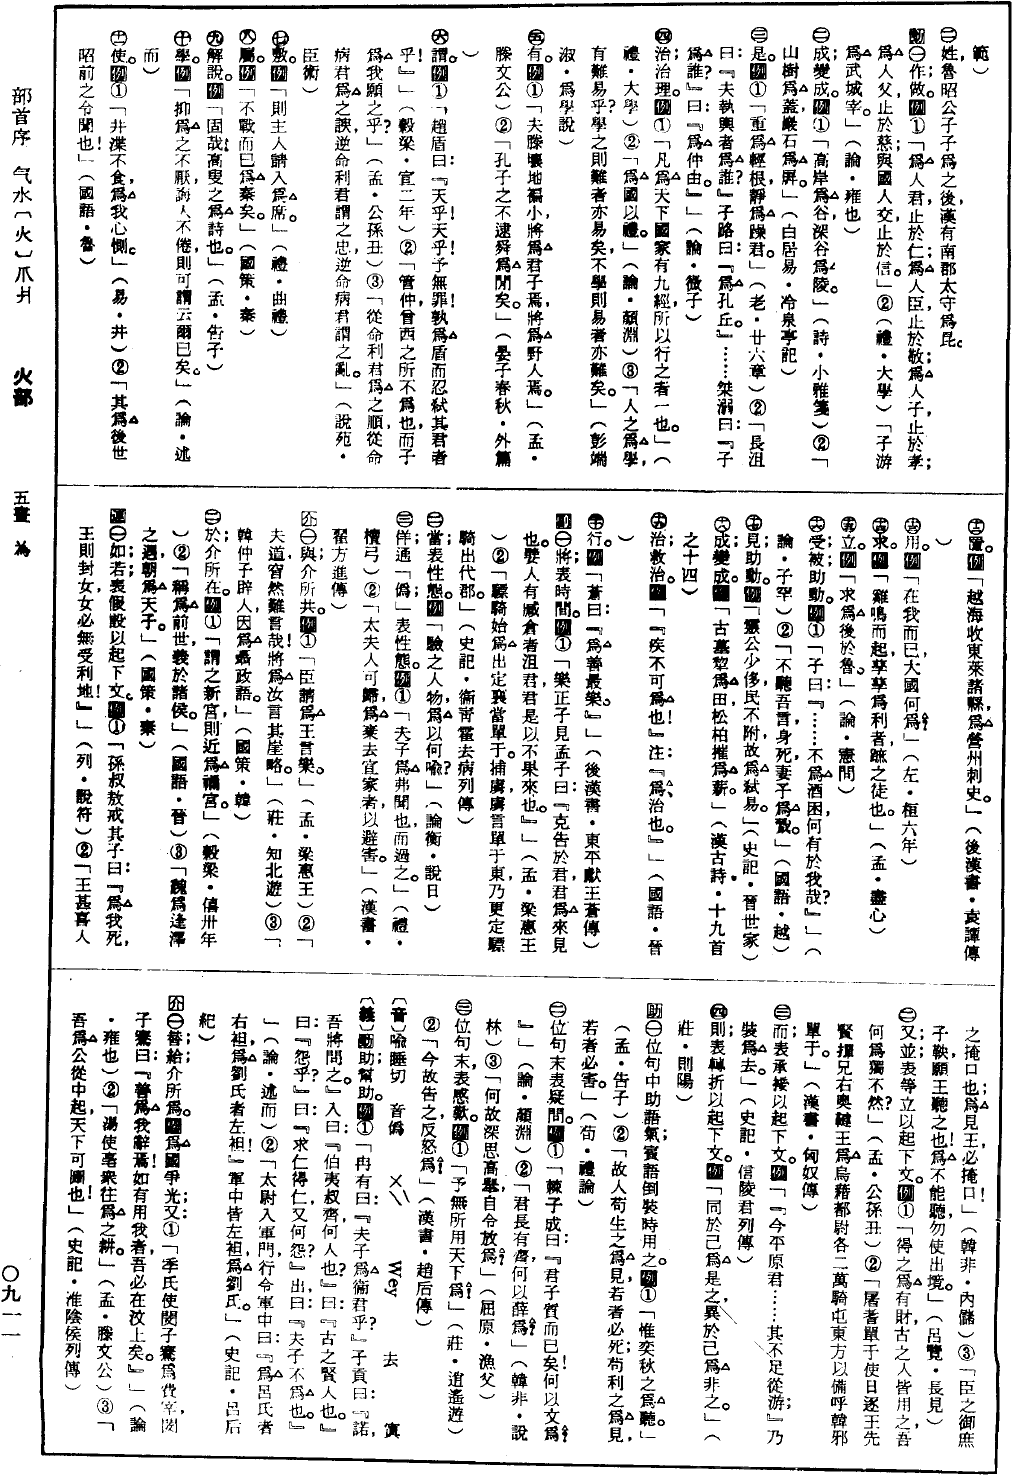 範）
㊁姓魯昭公子子爲之後漢有南郡太守爲昆。
動㊀作做。例①「爲人君止於仁爲人臣止於敬爲人子止於孝；
爲人父止於慈與國人交止於信。」②（禮・大學）「子游
爲武城宰。」（論・雍也）
㊁成變成。例①「高岸爲谷深谷爲陵。」（詩・小雅箋）②「
山樹爲蓋巖石爲屏。」（白居易・冷泉亭記）
㊂是。例①「重爲輕根靜爲躁君。」（老・廿六章）②「長沮
曰：『夫執輿者爲誰？』子路曰：『爲孔丘。』……桀溺曰：『子
爲誰？』曰：『爲仲由。』」（論・微子）
㊃治治理。例①「凡爲天下國家有九經所以行之者一也。」（
禮・大學）②「爲國以禮。」（論・顏淵）③「人之爲學，
有難易乎？學之則難者亦易矣，不學則易者亦難矣。」（彭端
淑・爲學說）
㊄有。例①「夫滕壤地褊小，將爲君子焉，將爲野人焉。」（孟・
滕文公）②「孔子之不逮舜爲閒矣。」（晏子春秋・外篇
）
㊅謂。例①「趙盾曰：『天乎天乎！予無罪！孰爲盾而忍弑其君者
乎！』」（穀梁・宣二年）②「管仲曾西之所不爲也，而子
爲我願之乎？」（孟・公孫丑）③「從命利君爲之順，從命
病君爲之諛，逆命利君謂之忠，逆命病君謂之亂。」（說苑・
臣術）
㊆敷。例「則主人請入爲席。」（禮・曲禮）
㊇屬。例「不戰而已爲秦矣。」（國策・秦）
㊈解說。例「固哉！高叟之爲詩也。」（孟・告子）
㊉學。例「抑爲之不厭，誨人不倦，則可謂云爾已矣。」（論・述
而）
使。例①「井渫不食，爲我心惻。」（易・井）②「其爲後世
昭前之令聞也！」（國語・魯）
置。例「越海收東萊諸縣，爲營州刺史。」（後漢書・袁譚傳
）
用。例「在我而已，大國何爲？」（左・桓六年）
求。例「雞鳴而起，孳孳爲利者，蹠之徒也。」（孟・盡心）
立。例「求爲後於魯。」（論・憲問）
受；被；助動。例①「子曰：『……不爲酒困，何有於我哉？』」（
論・子罕）②「不聽吾言，身死，妻子爲戮。」（國語・越）
見；助動。例「靈公少侈，民不附，故爲弑易。」（史記・晉世家）
成；變成。例「古墓犂爲田，松柏摧爲薪。」（漢古詩・十九首
之十四）
治；救治。例「『疾不可爲也！』注：『爲，治也。』」（國語・晉
）
行。例「蒼曰：『爲善最樂。』」（後漢書・東平獻王蒼傳）
副㊀將；表時間。例①「樂正子見孟子曰：『克告於君，君爲來見
也。嬖人有臧倉者沮君，君是以不果來也。』」（孟・梁惠王
）②「驃騎始爲出定襄，當單于。捕虜，虜言單于東，乃更定驃
騎出代郡。」（史記・衞靑霍去病列傳）
㊁當；表性態。例「驗之人物，爲以何喩？」（論衡・說日）
㊂佯；通「僞」；表性態。例①「夫子爲弗聞也而過之。」（禮・
檀弓）②「太夫人可歸，爲棄去宜家者以避害。」（漢書・
翟方進傳）
介㊀與；介所共。例①「臣請爲王言樂。」（孟・梁惠王）②「
夫道窅然難言哉！將爲汝言其崖略。」（莊・知北遊）③「
韓仲子辟人，因爲聶政語。」（國策・韓）
㊁於；介所在。例①「謂之新宮，則近爲禰宮。」（穀梁・僖卅年
）②「稱爲前世，義於諸侯。」（國語・晉）③「魏爲逢澤
之遇，朝爲天子。」（國策・秦）
連㊀如；若；表假設以起下文。例①「孫叔敖戒其子曰：『爲我死，
王則封女，女必無受利地！』」（列・說符）②「王甚喜人
之掩口也，爲見王，必掩口！」（韓非・內儲）③「臣之御庶
子鞅，願王聽之也！爲不能聽，勿使出境。」（呂覽・長見）
㊁又；並；表等立以起下文。例①「得之爲有財，古之人皆用之，吾
何爲獨不然？」（孟・公孫丑）②「屠耆單于使日逐王先
賢撣兄右奧鞬王爲烏藉都尉各二萬騎屯東方以備呼韓邪
單于。」（漢書・匈奴傳）
㊂而；表承接以起下文。例「『今平原君……其不足從游；』乃
裝爲去。」（史記・信陵君列傳）
㊃則；表轉折以起下文。例「同於己爲是之，異於己爲非之。」（
莊・則陽）
助㊀位句中助語氣；賓語倒裝時用之。例①「惟奕秋之爲聽。」
（孟・告子）②「故人苟生之爲見，若者必死；苟利之爲見，
若者必害。」（荀・禮論）
㊁位句末，表疑問。例①「棘子成曰：『君子質而已矣！何以文爲
』」（論・顏淵）②「君長有齊，何以薛爲？」（韓非・說
林）③「何故深思高舉，自令放爲？」（屈原・漁父）
㊂位句末，表感歎。例①「予無所用天下爲！」（莊・逍遙遊）
②「今故告之，反怒爲！」（漢書・趙后傳）
〔音〕喩睡切 音僞 ㄨㄟˋ Wey 去 寘
〔義〕動助；幫助。例①「冉有曰：『夫子爲衞君乎？』子貢曰：『諾，
吾將問之。』入曰：『伯夷叔齊何人也？』曰：『古之賢人也。』
曰：『怨乎？』曰：『求仁得仁，又何怨？』出曰：『夫子不爲也。』
」（論・述而）②「太尉入軍門，行令軍中曰：『爲呂氏者
右袒，爲劉氏者左袒！』軍中皆左袒，爲劉氏。」（史記・呂后
紀）
介㊀替；給；介所爲。例爲國爭光；又①「季氏使閔子騫爲費宰，閔
子騫曰：『善爲我辭焉！如有用我者，吾必在汶上矣。』」（論
・雍也）②「湯使亳衆往爲之耕。」（孟・滕文公）③「
吾爲公從中起，天下可圖也！」（史記・淮陰侯列傳）
部首序 气水〔火〕爪爿
火部
五畫 爲
〇九一一